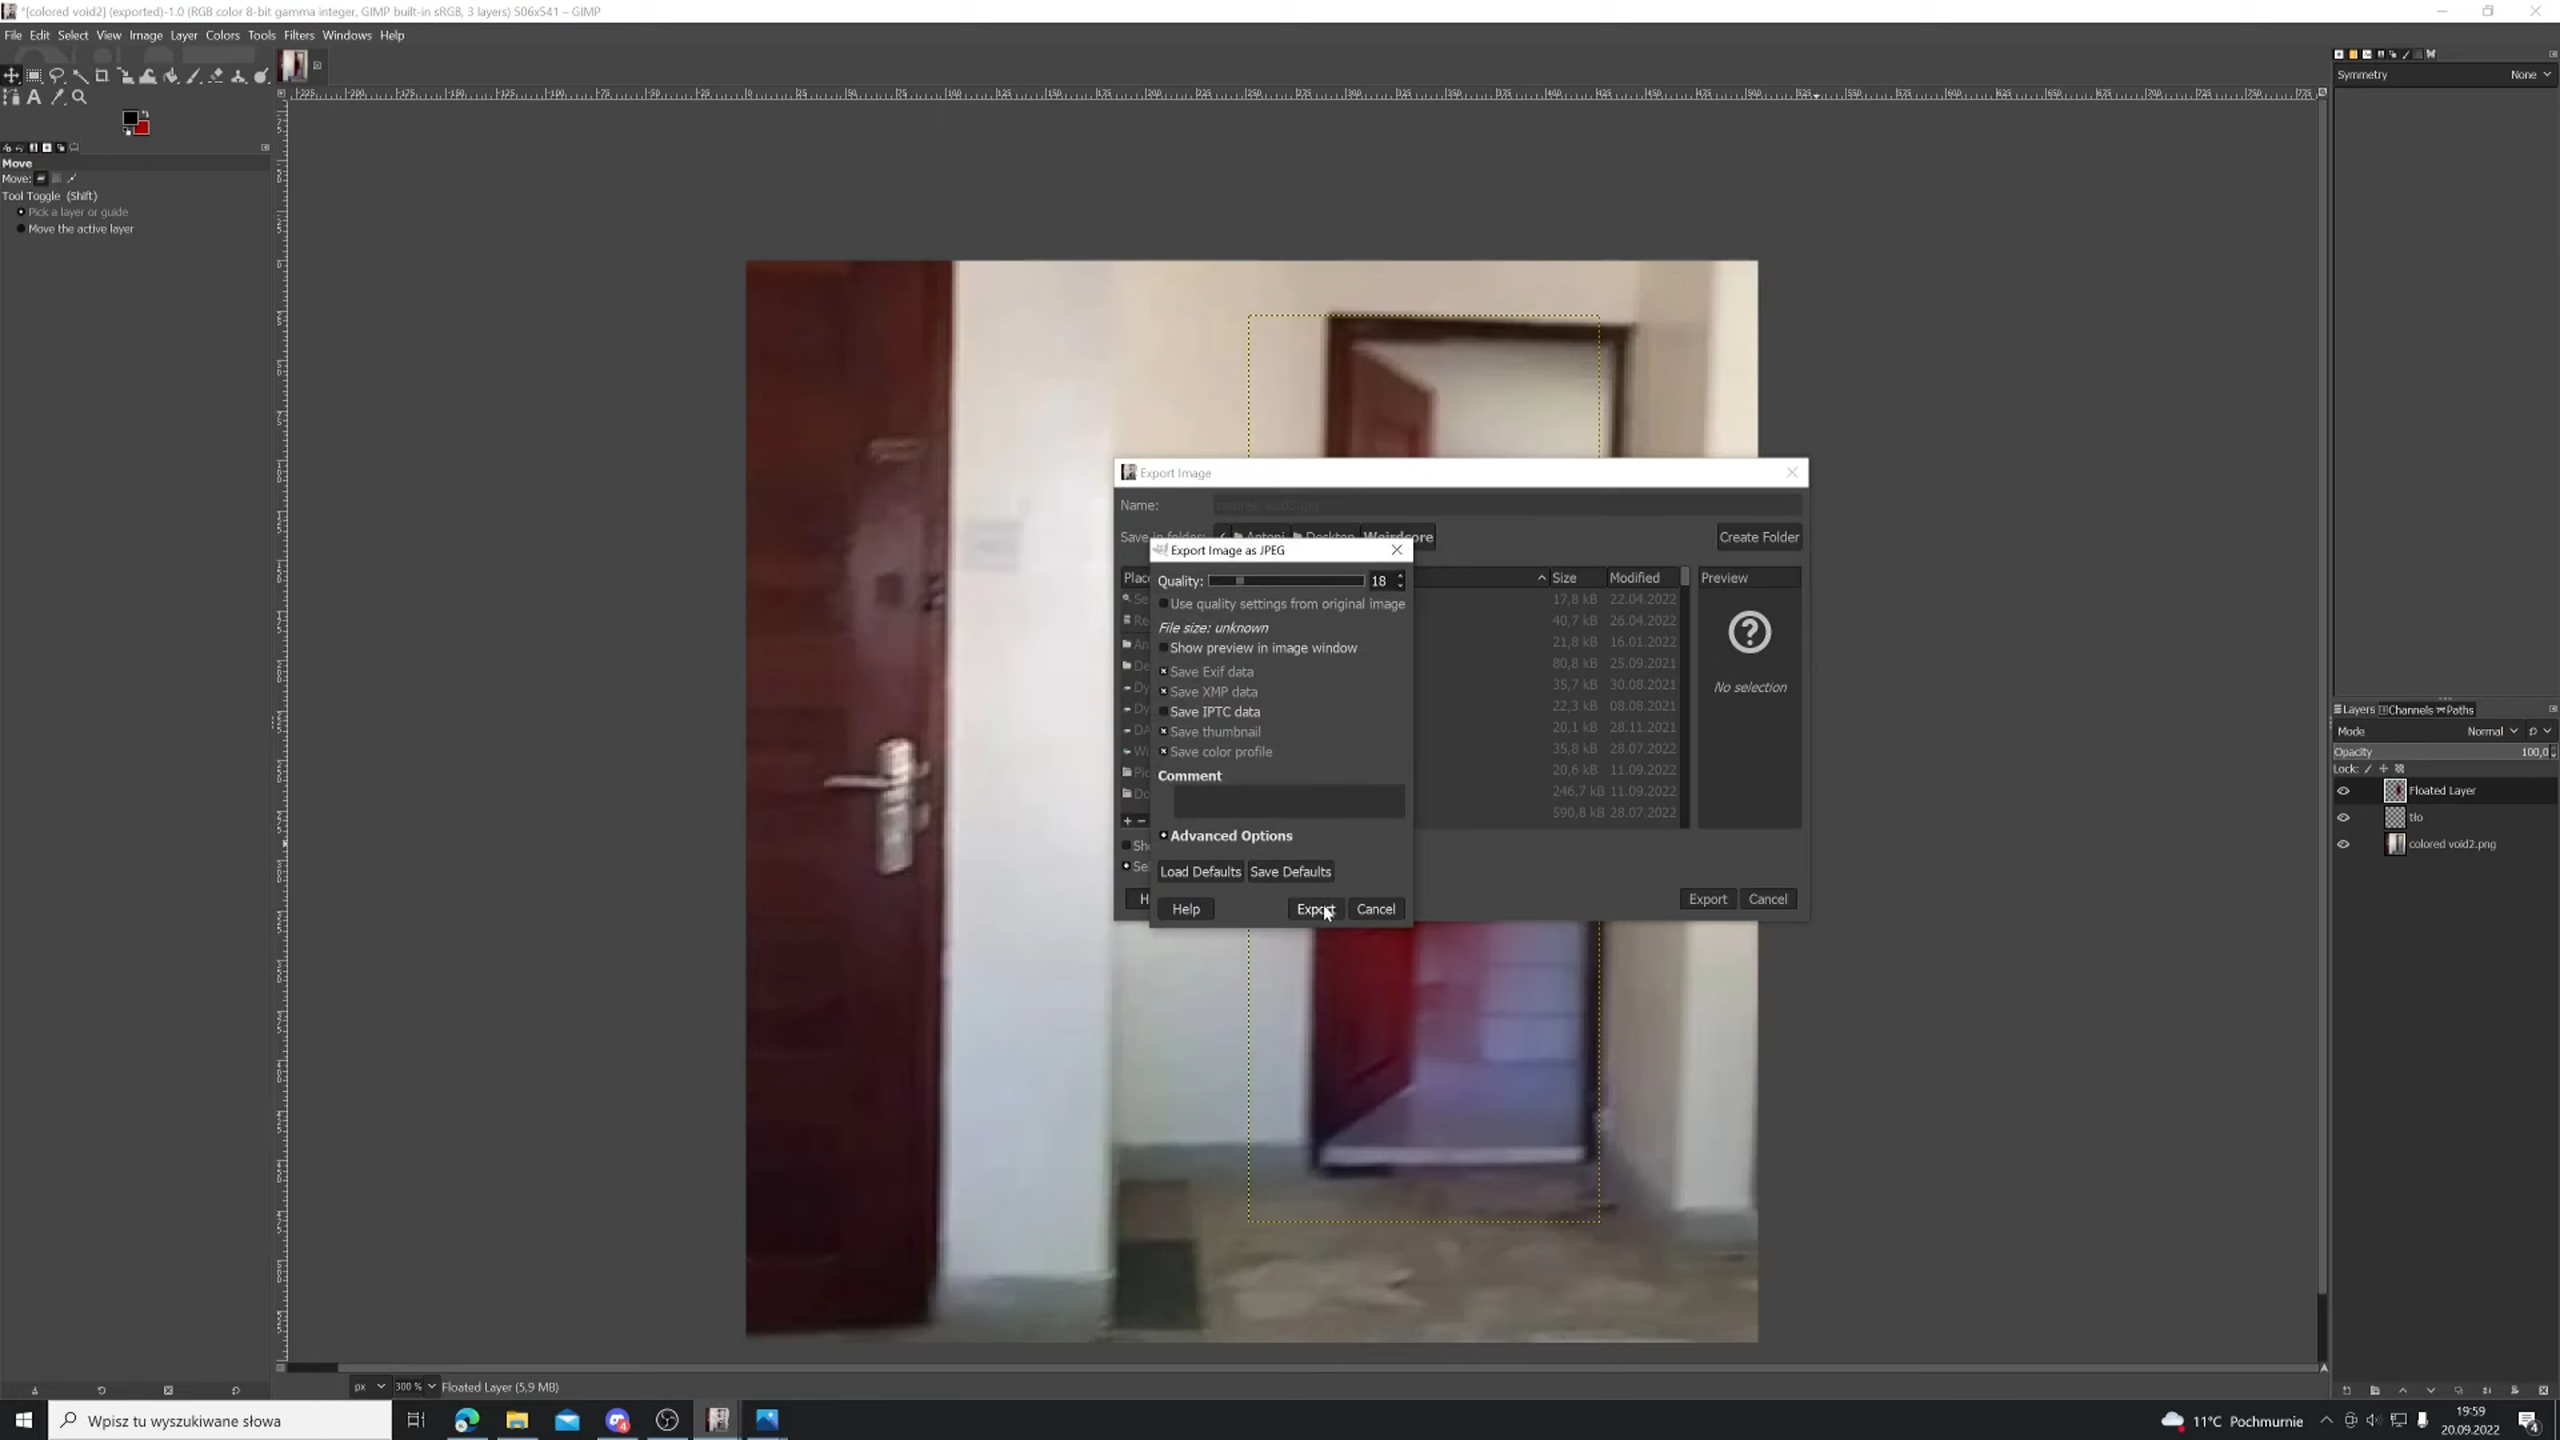 *[colored void2] (exported)-1.0 (RGB color 8-bit gamma integer, GIMP built-in sRGB, 3 layers) 506x541 – GIMP
File Edit Select View Image Layer Colors Tools Filters Windows Help
Symmetry None
Move
Move:
Tool Toggle (Shift)
Pick a layer or guide
Move the active layer
Export Image
Name:
Save in folder: Antoni Desktop Weirdcore
Create Folder
Export Image as JPEG
Quality: 18
Use quality settings from original image
File size: unknown
Show preview in image window
Save Exif data
Save XMP data
Save IPTC data
Save thumbnail
Save color profile
Comment
Advanced Options
Load Defaults Save Defaults
Help Export Cancel
Size Modified
17,8 kB 22.04.2022
40,7 kB 26.04.2022
21,8 kB 16.01.2022
80,8 kB 25.09.2021
35,7 kB 30.08.2021
22,3 kB 08.08.2021
20,1 kB 28.11.2021
35,8 kB 28.07.2022
20,6 kB 11.09.2022
246,7 kB 11.09.2022
590,8 kB 28.07.2022
Preview
No selection
Export Cancel
Layers Channels Paths
Mode Normal
Opacity 100,0
Lock:
Floated Layer
tło
colored void2.png
px 300 % Floated Layer (5,9 MB)
Wpisz tu wyszukiwane słowa
4
11°C Pochmurnie
19:59
20.09.2022
4